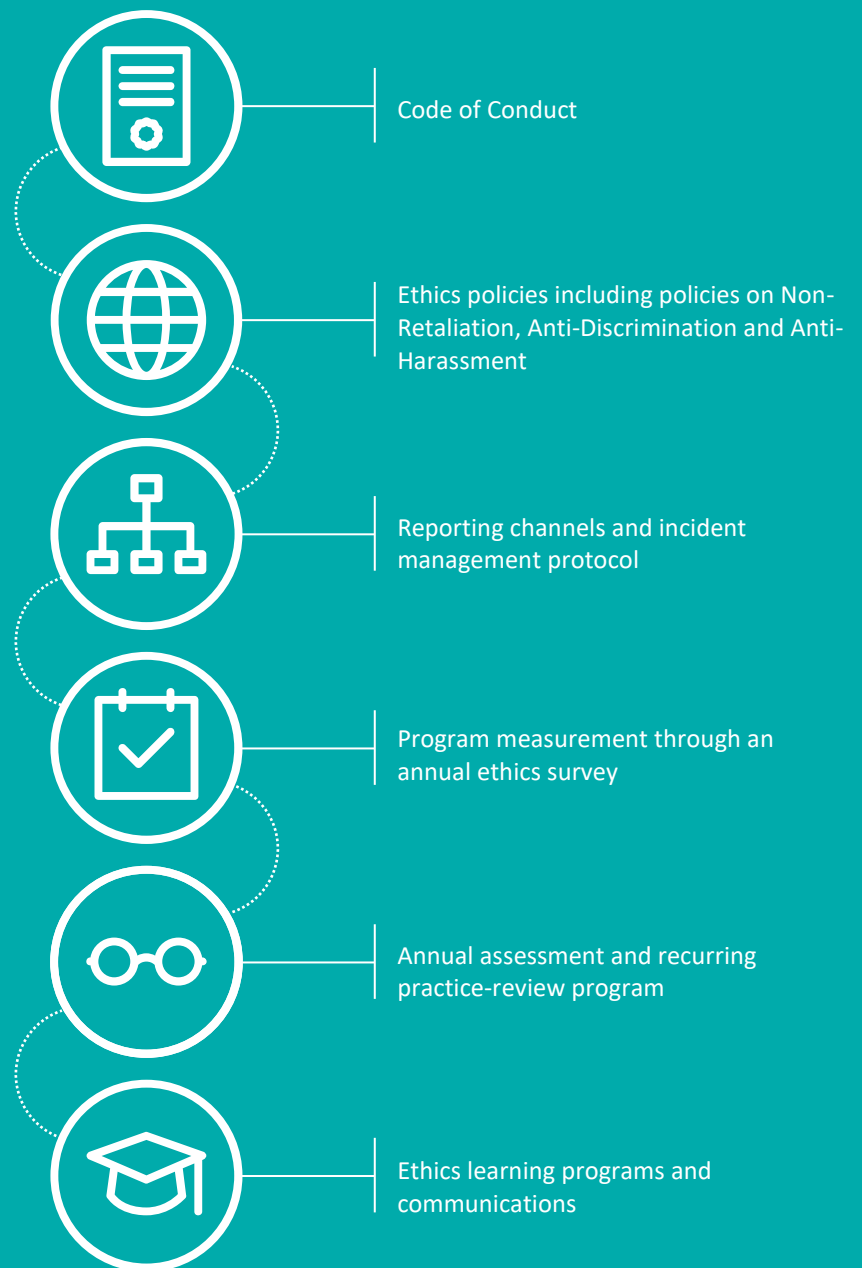 Code of Conduct
Ethics policies including policies on Non-
Retaliation, Anti-Discrimination and Anti-
Harassment
Reporting channels and incident
management protocol
Program measurement through an
annual ethics survey
Annual assessment and recurring
practice-review program
Ethics learning programs and
communications